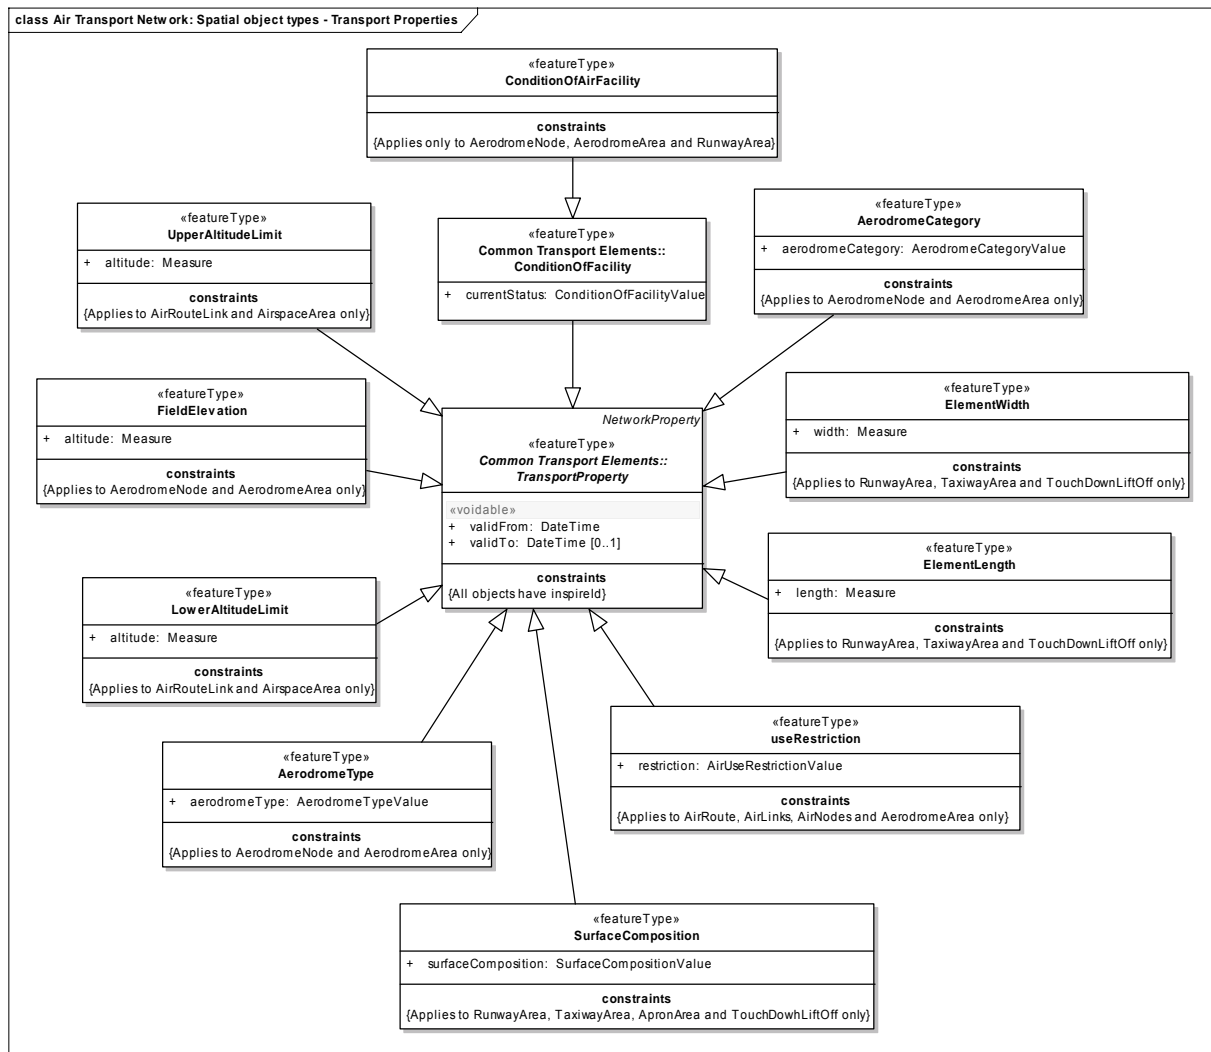 class Air Transport Network: Spatial object types - Transport Properties
«featureType»
ConditionOfAirFacility
constraints
{Applies only to AerodromeNode, AerodromeArea and RunwayArea}
«featureType»
UpperAltitudeLimit
+ altitude: Measure
constraints
{Applies to AirRouteLink and AirspaceArea only}
«featureType»
Common Transport Elements::
ConditionOfFacility
+ currentStatus: ConditionOfFacilityValue
«featureType»
AerodromeCategory
+ aerodromeCategory: AerodromeCategoryValue
constraints
{Applies to AerodromeNode and AerodromeArea only}
«featureType»
FieldElevation
+ altitude: Measure
constraints
{Applies to AerodromeNode and AerodromeArea only}
NetworkProperty
«featureType»
Common Transport Elements::
TransportProperty
«voidable»
+ validFrom: DateTime
+ validTo: DateTime [0..1]
constraints
{All objects have inspireId}
«featureType»
ElementWidth
+ width: Measure
constraints
{Applies to RunwayArea, TaxiwayArea and TouchDownLiftOff only}
«featureType»
ElementLength
+ length: Measure
constraints
{Applies to RunwayArea, TaxiwayArea and TouchDownLiftOff only}
«featureType»
LowerAltitudeLimit
+ altitude: Measure
constraints
{Applies to AirRouteLink and AirspaceArea only}
«featureType»
useRestriction
+ restriction: AirUseRestrictionValue
constraints
{Applies to AirRoute, AirLinks, AirNodes and AerodromeArea only}
«featureType»
AerodromeType
+ aerodromeType: AerodromeTypeValue
constraints
{Applies to AerodromeNode and AerodromeArea only}
«featureType»
SurfaceComposition
+ surfaceComposition: SurfaceCompositionValue
constraints
{Applies to RunwayArea, TaxiwayArea, ApronArea and TouchDowhLiftOff only}